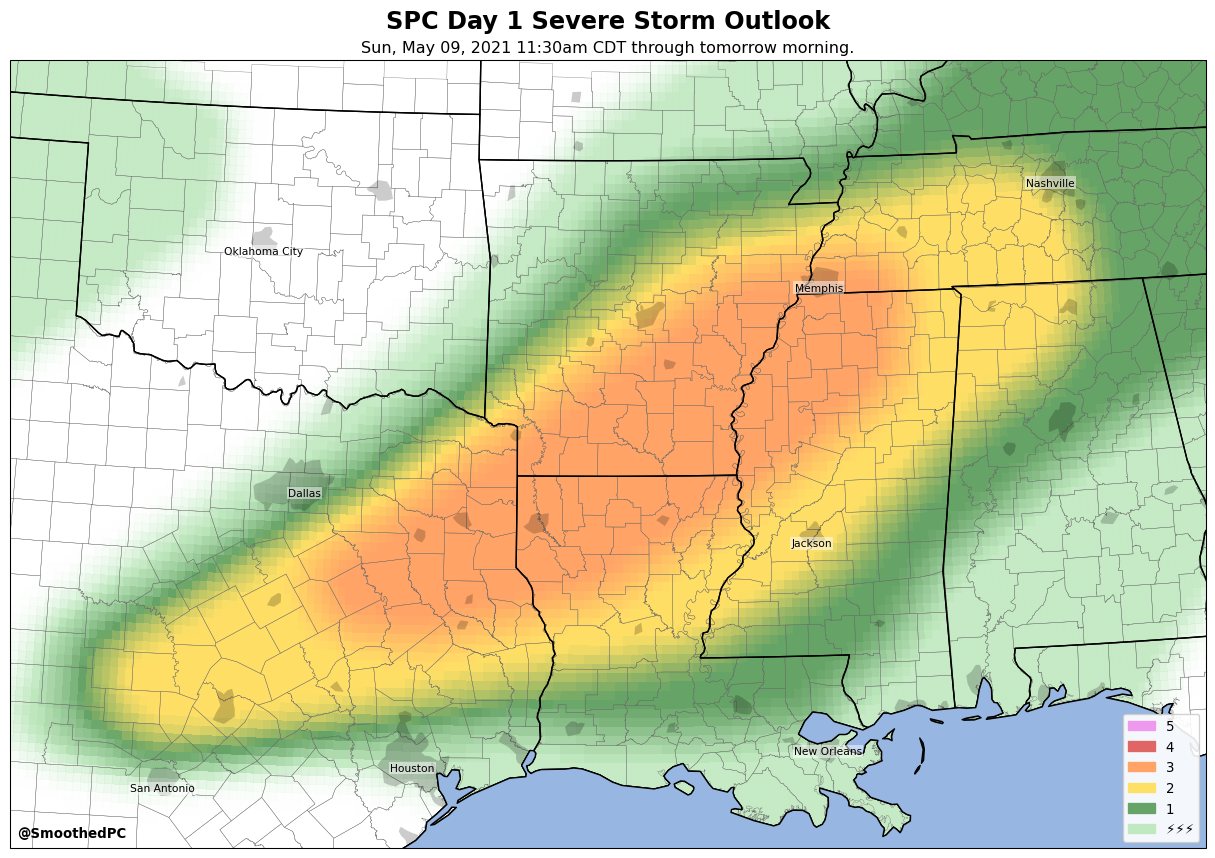 SPC Day 1 Severe Storm Outlook
Sun, May 09, 2021 11:30am CDT through tomorrow morning.
Nashville
Oklahoma City
Memphis
Dallas
Jackson
New Orleans
Houston
San Antonio
5
4
3
2
1
⚡⚡⚡
@SmoothedPC